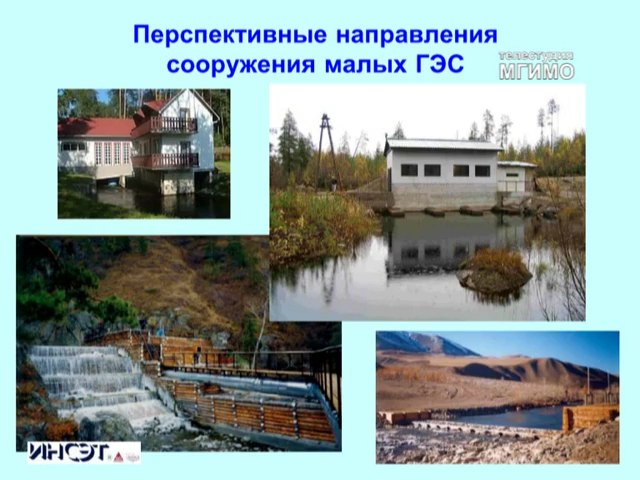 Перспективные направления
сооружения малых ГЭС
телестудия
МГИМО
ИНСЭТ